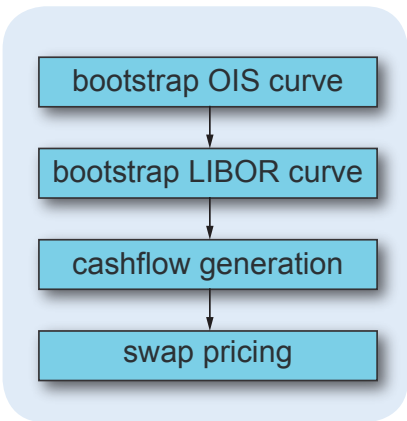 bootstrap OIS curve
bootstrap LIBOR curve
cashflow generation
swap pricing